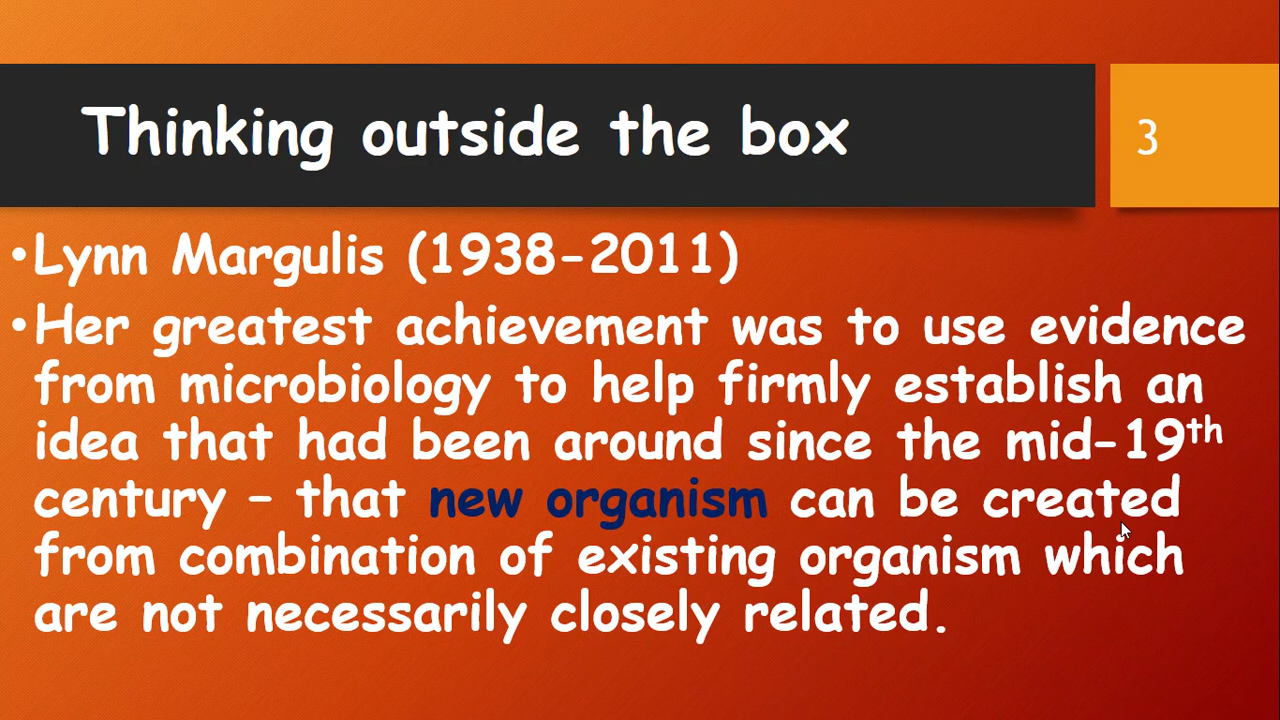 Thinking outside the box
3
•Lynn Margulis (1938-2011)
•Her greatest achievement was to use evidence
from microbiology to help firmly establish an
idea that had been around since the mid-19th
century – that new organism can be created
from combination of existing organism which
are not necessarily closely related.